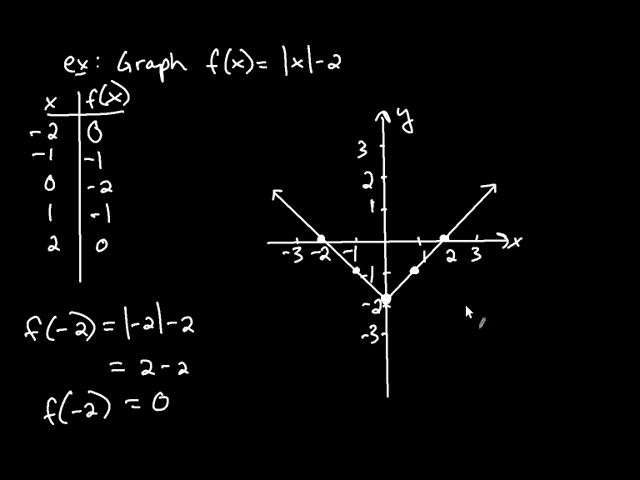 ex: Graph f(x) = |x| - 2
x f(x)
-2 0
-1 -1
0 -2
1 -1
2 0
f(-2) = |-2| - 2
= 2 - 2
f(-2) = 0
y
3
2
1
-3 -2 -1 1 2 3 x
-1
-2
-3